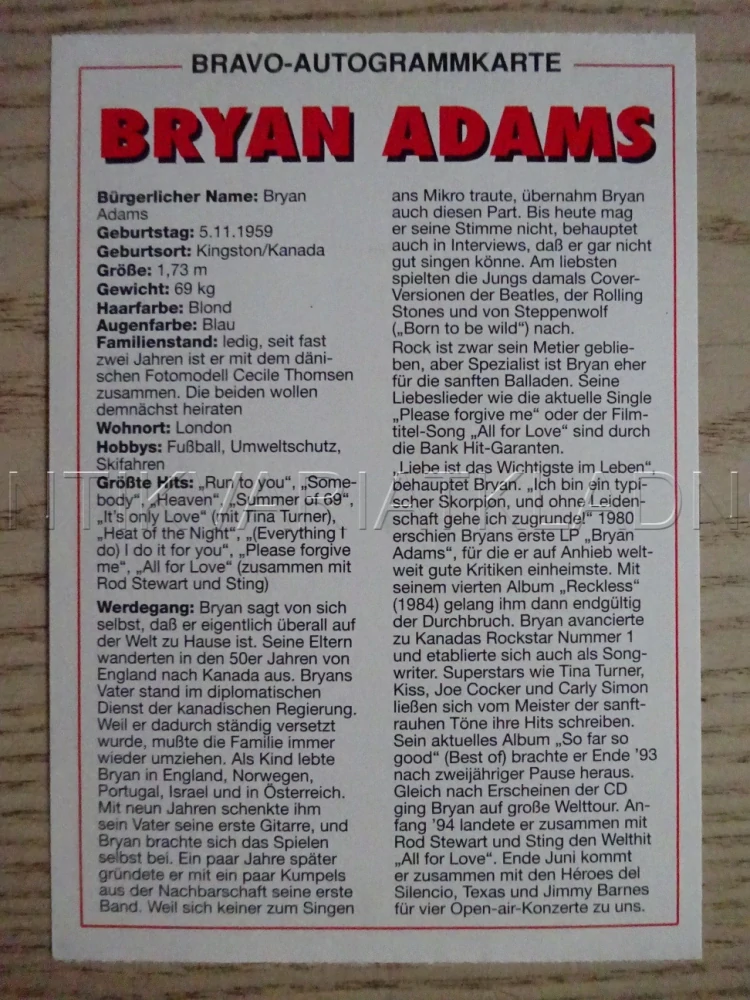 BRAVO-AUTOGRAMMKARTE
BRYAN ADAMS
Bürgerlicher Name: Bryan
Adams
Geburtstag: 5.11.1959
Geburtsort: Kingston/Kanada
Größe: 1,73 m
Gewicht: 69 kg
Haarfarbe: Blond
Augenfarbe: Blau
Familienstand: ledig, seit fast
zwei Jahren ist er mit dem däni-
schen Fotomodell Cecile Thomsen
zusammen. Die beiden wollen
demnächst heiraten
Wohnort: London
Hobbys: Fußball, Umweltschutz,
Skifahren
Größte Hits: „Run to you“, „Some-
body“, „Heaven“, „Summer of 69“,
„It's only Love“ (mit Tina Turner),
„Heat of the Night“, „(Everything I
do) I do it for you“, „Please forgive
me“, „All for Love“ (zusammen mit
Rod Stewart und Sting)
Werdegang: Bryan sagt von sich
selbst, daß er eigentlich überall auf
der Welt zu Hause ist. Seine Eltern
wanderten in den 50er Jahren von
England nach Kanada aus. Bryans
Vater stand im diplomatischen
Dienst der kanadischen Regierung.
Weil er dadurch ständig versetzt
wurde, mußte die Familie immer
wieder umziehen. Als Kind lebte
Bryan in England, Norwegen,
Portugal, Israel und in Österreich.
Mit neun Jahren schenkte ihm
sein Vater seine erste Gitarre, und
Bryan brachte sich das Spielen
selbst bei. Ein paar Jahre später
gründete er mit ein paar Kumpels
aus der Nachbarschaft seine erste
Band. Weil sich keiner zum Singen
ans Mikro traute, übernahm Bryan
auch diesen Part. Bis heute mag
er seine Stimme nicht, behauptet
auch in Interviews, daß er gar nicht
gut singen könne. Am liebsten
spielten die Jungs damals Cover-
Versionen der Beatles, der Rolling
Stones und von Steppenwolf
(„Born to be wild“) nach.
Rock ist zwar sein Metier geblie-
ben, aber Spezialist ist Bryan eher
für die sanften Balladen. Seine
Liebeslieder wie die aktuelle Single
„Please forgive me“ oder der Film-
titel-Song „All for Love“ sind durch
die Bank Hit-Garanten.
„Liebe ist das Wichtigste im Leben“,
behauptet Bryan. „Ich bin ein typi-
scher Skorpion, und ohne Leiden-
schaft gehe ich zugrunde!“ 1980
erschien Bryans erste LP „Bryan
Adams“, für die er auf Anhieb welt-
weit gute Kritiken einheimste. Mit
seinem vierten Album „Reckless“
(1984) gelang ihm dann endgültig
der Durchbruch. Bryan avancierte
zu Kanadas Rockstar Nummer 1
und etablierte sich auch als Song-
writer. Superstars wie Tina Turner,
Kiss, Joe Cocker und Carly Simon
ließen sich vom Meister der sanft-
rauhen Töne ihre Hits schreiben.
Sein aktuelles Album „So far so
good“ (Best of) brachte er Ende '93
nach zweijähriger Pause heraus.
Gleich nach Erscheinen der CD
ging Bryan auf große Welttour. An-
fang '94 landete er zusammen mit
Rod Stewart und Sting den Welthit
„All for Love“. Ende Juni kommt
er zusammen mit den Héroes del
Silencio, Texas und Jimmy Barnes
für vier Open-air-Konzerte zu uns.